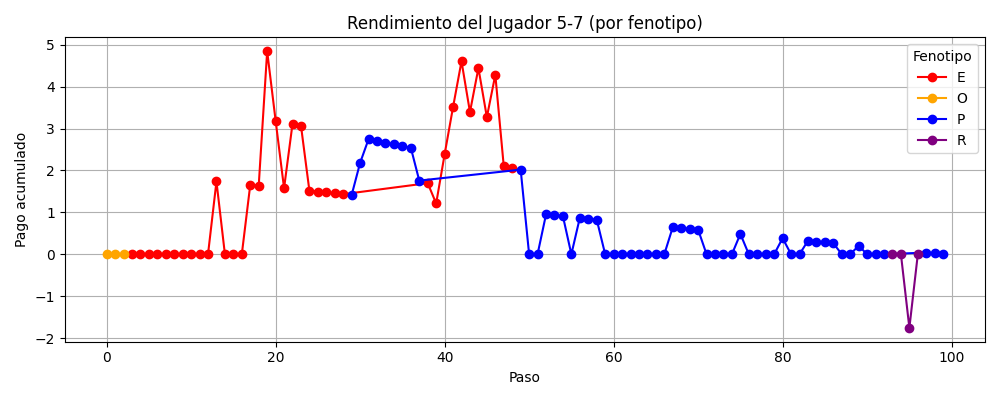 Rendimiento del Jugador 5-7 (por fenotipo)
Pago acumulado
5
4
3
2
1
0
−1
−2
0
20
40
60
80
100
Paso
Fenotipo
E
O
P
R